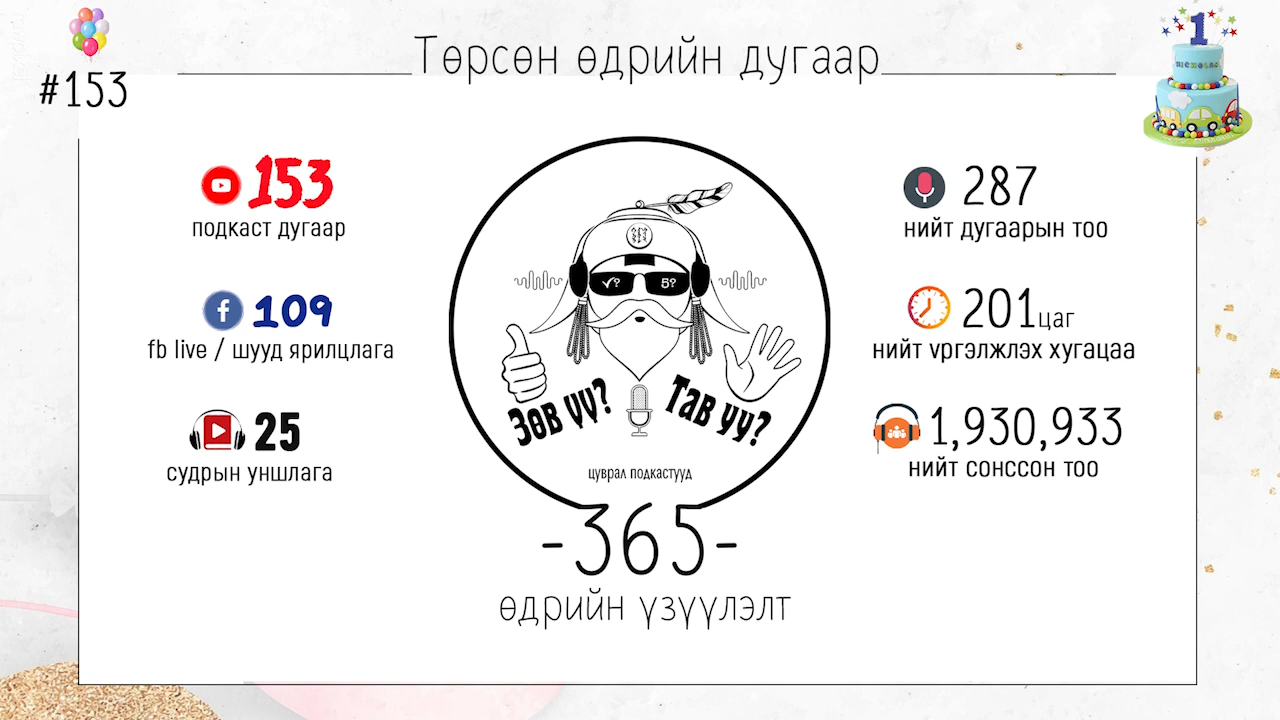 Төрсөн өдрийн дугаар
#153
1
153
подкаст дугаар
109
fb live / шууд ярилцлага
25
судрын уншлага
√? 5?
Зөв үү? Тав уу?
цуврал подкастууд
-365-
өдрийн үзүүлэлт
287
нийт дугаарын тоо
201цаг
нийт vргэлжлэх хугацаа
1,930,933
нийт сонссон тоо